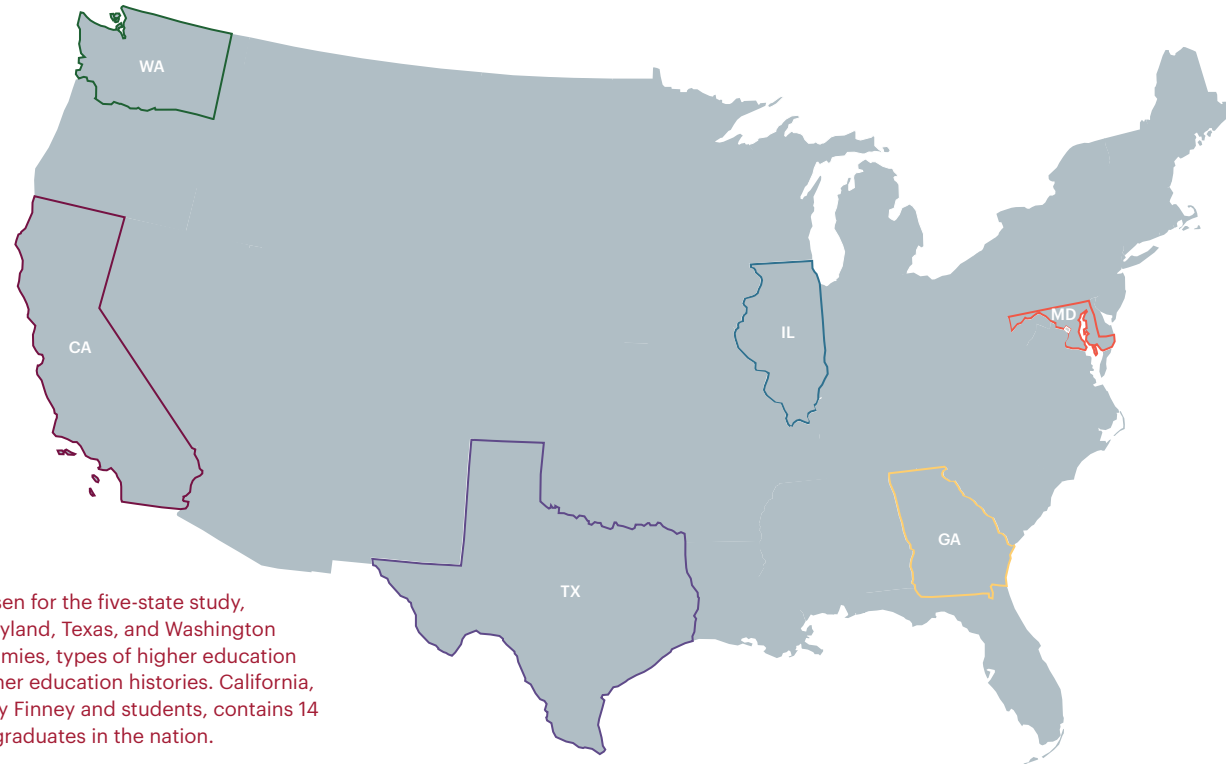 WA
CA
IL
MD
GA
TX
sen for the five-state study,
yland, Texas, and Washington
mies, types of higher education
her education histories. California,
y Finney and students, contains 14
graduates in the nation.